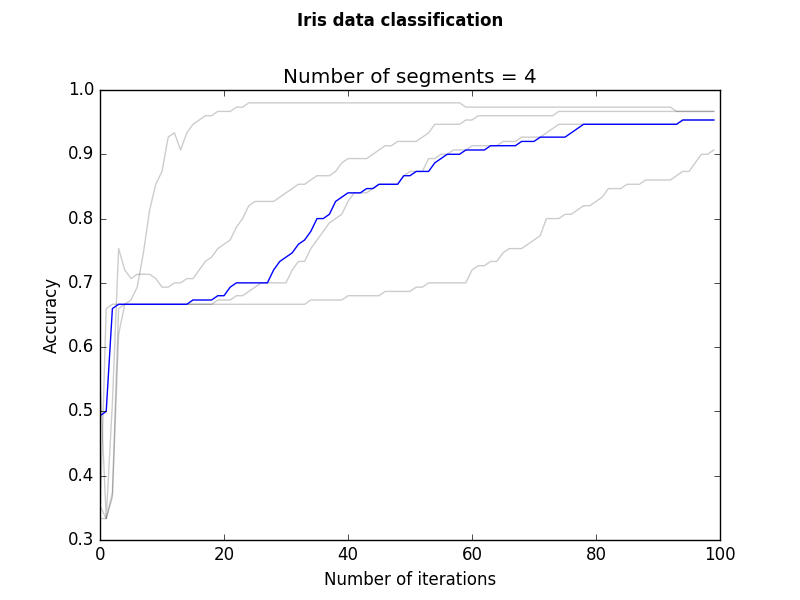 Iris data classification
Number of segments = 4
1.0
0.9
0.8
0.7
0.6
0.5
0.4
0.3
Accuracy
0 20 40 60 80 100
Number of iterations